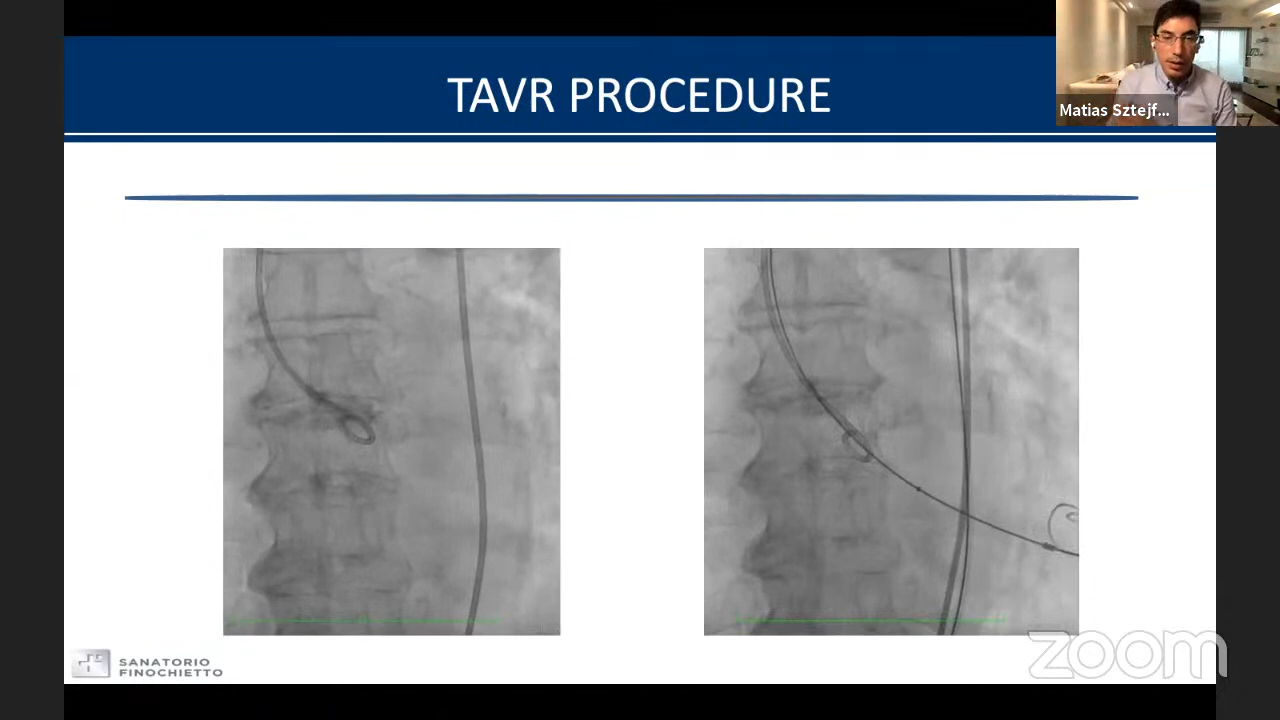 TAVR PROCEDURE
Matias Sztejf...
SANATORIO
FINOCHIETTO
zoom